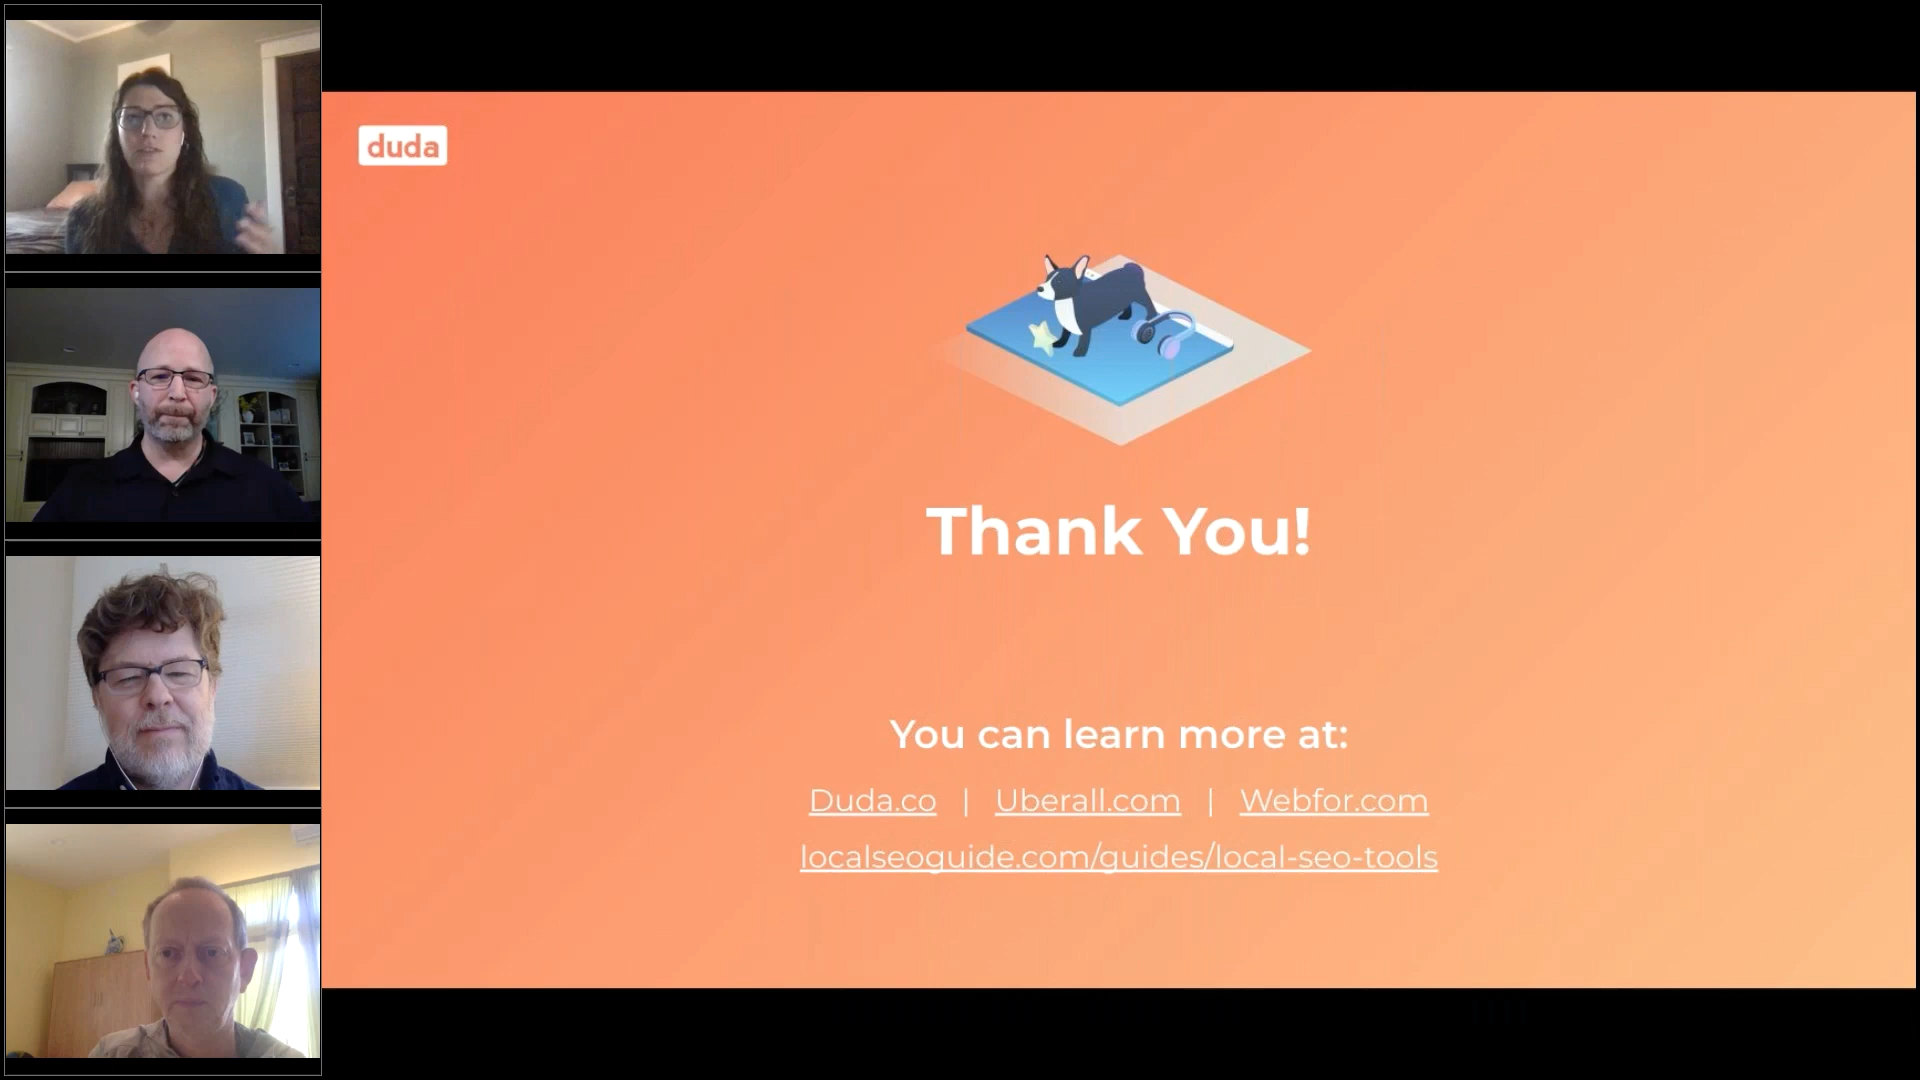 duda
Thank You!
You can learn more at:
Duda.co | Uberall.com | Webfor.com
localseoguide.com/guides/local-seo-tools